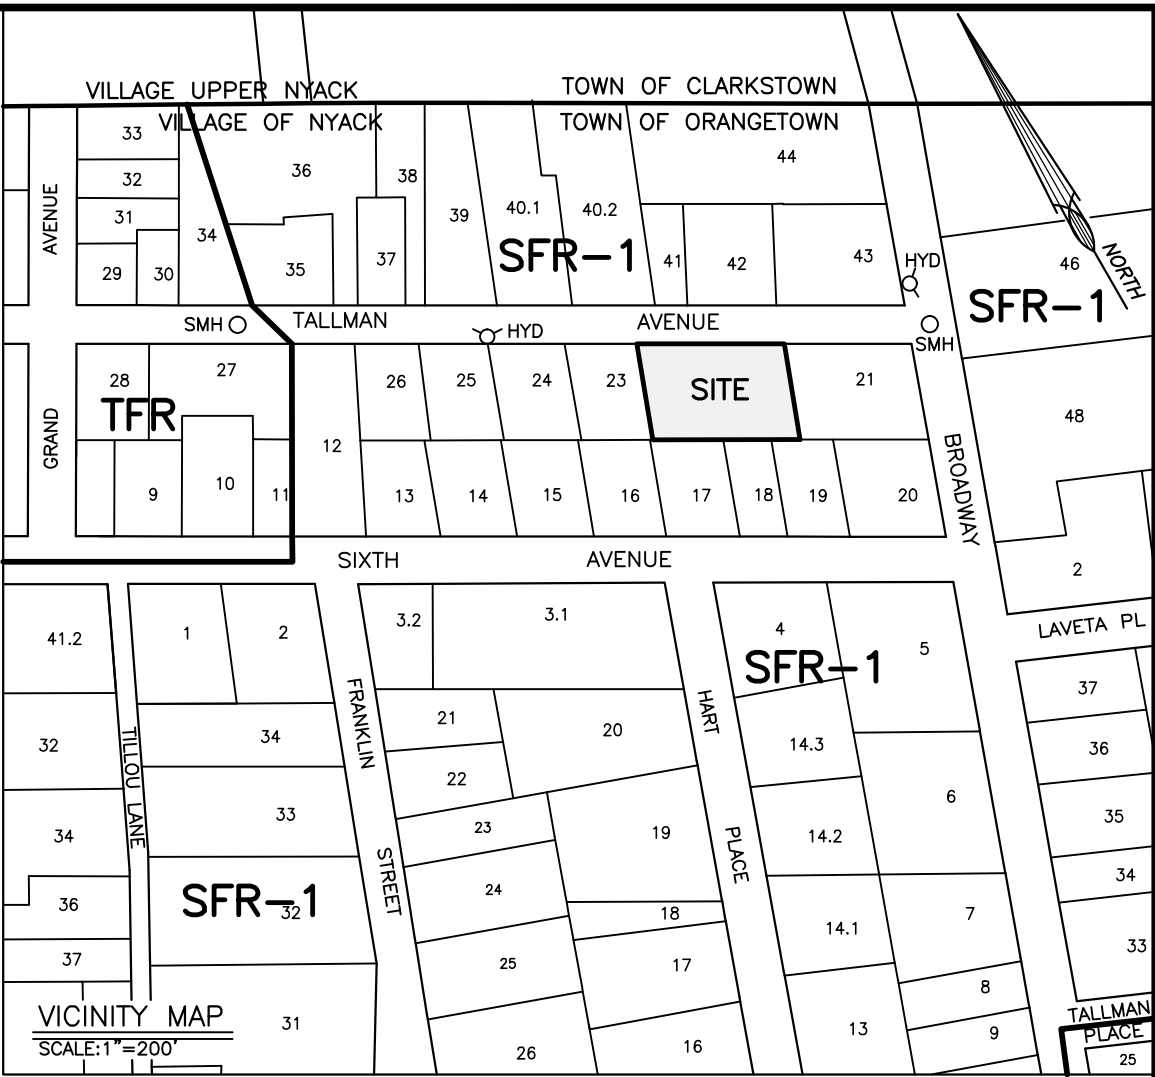 VILLAGE UPPER NYACK
TOWN OF CLARKSTOWN
VILLAGE OF NYACK
TOWN OF ORANGETOWN
33
32
31
29
30
34
36
35
38
37
39
40.1
40.2
44
41
42
43
SFR-1
HYD
46
NORTH
SFR-1
GRAND
AVENUE
SMH
TALLMAN
AVENUE
HYD
SMH
28
27
TFR
12
26
25
24
23
SITE
21
48
9
10
11
13
14
15
16
17
18
19
20
BROADWAY
SIXTH
AVENUE
2
LAVETA PL
41.2
1
2
3.2
3.1
4
5
SFR-1
32
TILLOU LANE
34
FRANKLIN
STREET
21
20
22
HART
PLACE
14.3
6
37
36
34
33
23
19
14.2
35
36
SFR-1
32
24
18
14.1
7
34
37
25
17
8
33
VICINITY MAP
SCALE:1"=200'
31
26
16
13
9
TALLMAN
PLACE
25